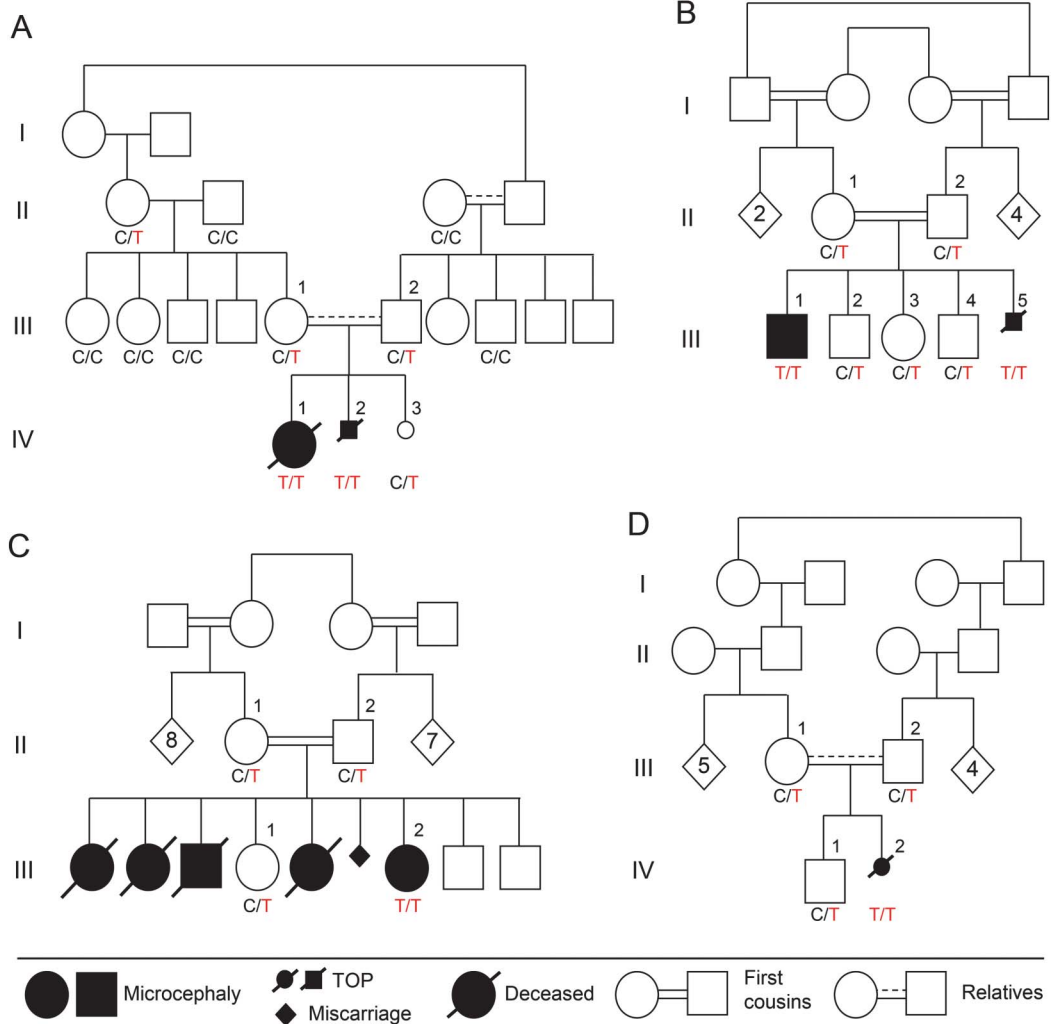 A
I
II
C/T
C/C
C/C
III
1
2
C/C
C/C
C/C
C/T
C/T
C/C
IV
1
2
3
T/T
T/T
C/T
B
I
II
2
1
2
4
C/T
C/T
III
1
2
3
4
5
T/T
C/T
C/T
C/T
T/T
C
I
II
8
1
2
7
C/T
C/T
III
1
2
C/T
T/T
D
I
II
III
5
1
2
4
C/T
C/T
IV
1
2
C/T
T/T
Microcephaly
TOP
Miscarriage
Deceased
First
cousins
Relatives